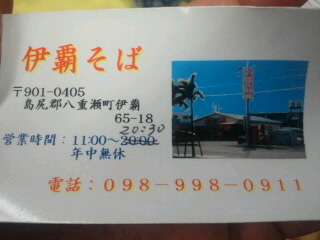 伊覇そば
〒901-0405
島尻郡八重瀬町伊覇
65-18
20:30
営業時間：11:00～20:00
年中無休
電話：098-998-0911